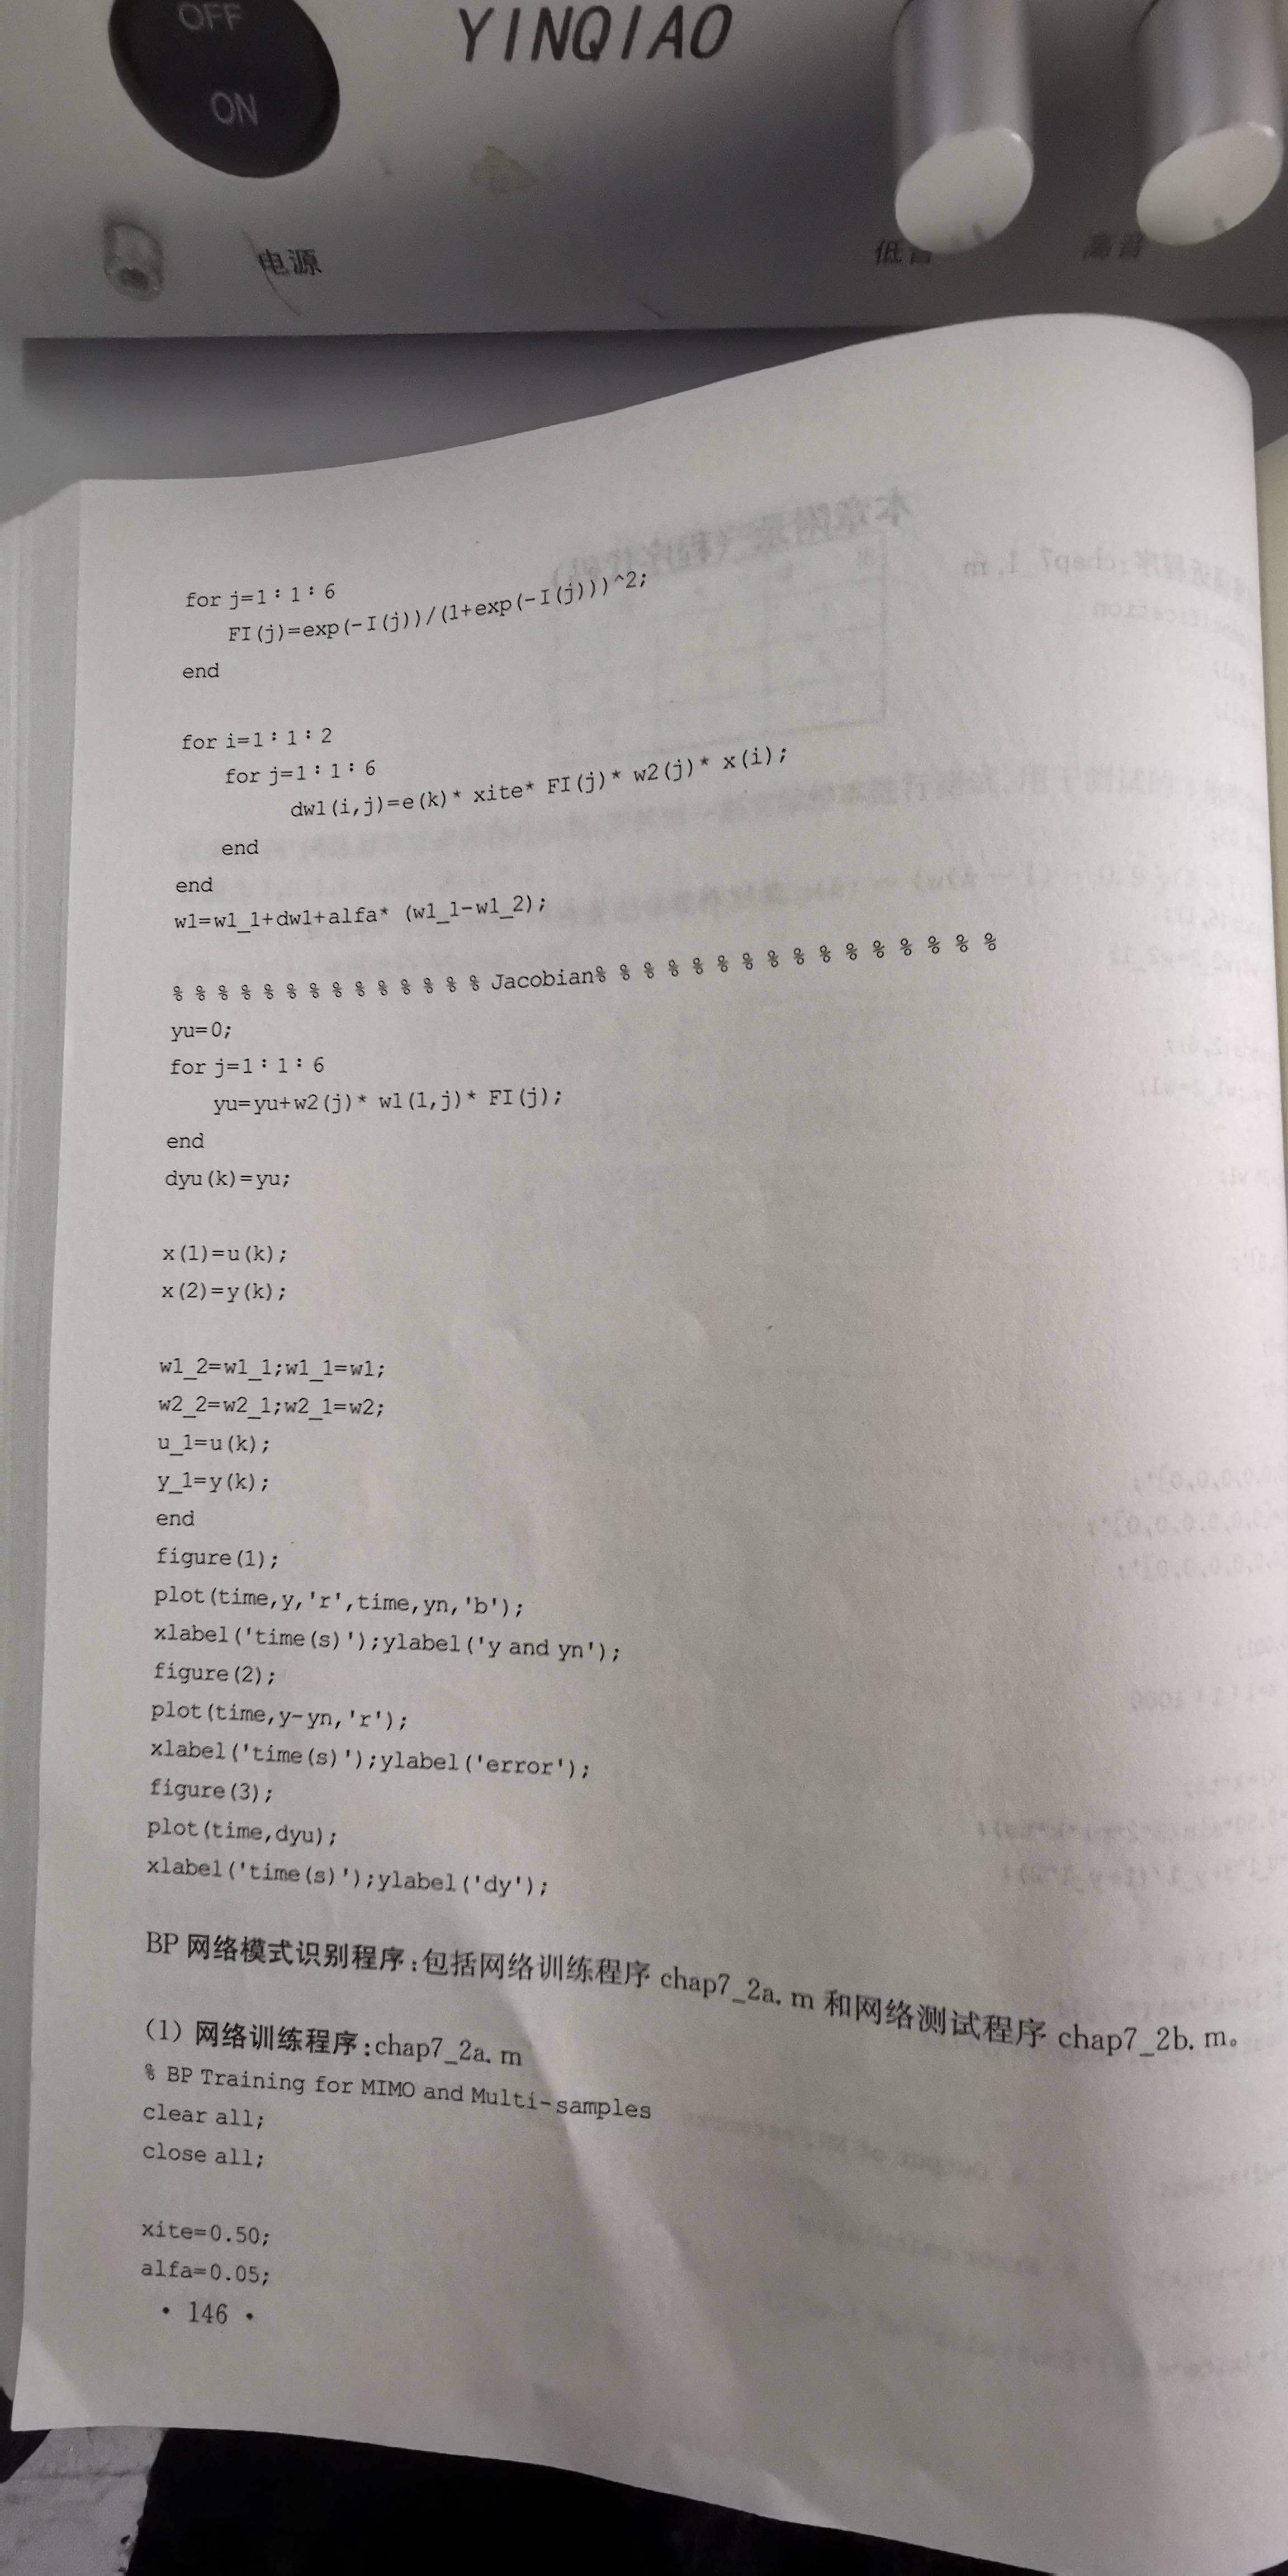 OFF
YINQIAO
ON
电源
低音
高音
for j=1:1:6
FI(j)=exp(-I(j))/(1+exp(-I(j)))^2;
end
for i=1:1:2
for j=1:1:6
dw1(i,j)=e(k)* xite* FI(j)* w2(j)* x(i);
end
end
w1=w1_1+dw1+alfa* (w1_1-w1_2);
% % % % % % % % % % % % % % Jacobian% % % % % % % % % % % % % % % %
yu=0;
for j=1:1:6
yu=yu+w2(j)* w1(1,j)* FI(j);
end
dyu(k)=yu;
x(1)=u(k);
x(2)=y(k);
w1_2=w1_1;w1_1=w1;
w2_2=w2_1;w2_1=w2;
u_1=u(k);
y_1=y(k);
end
figure(1);
plot(time,y,'r',time,yn,'b');
xlabel('time(s)');ylabel('y and yn');
figure(2);
plot(time,y-yn,'r');
xlabel('time(s)');ylabel('error');
figure(3);
plot(time,dyu);
xlabel('time(s)');ylabel('dy');
BP 网络模式识别程序:包括网络训练程序 chap7_2a. m 和网络测试程序 chap7_2b. m。
(1) 网络训练程序:chap7_2a. m
% BP Training for MIMO and Multi-samples
clear all;
close all;
xite=0.50;
alfa=0.05;
• 146 •